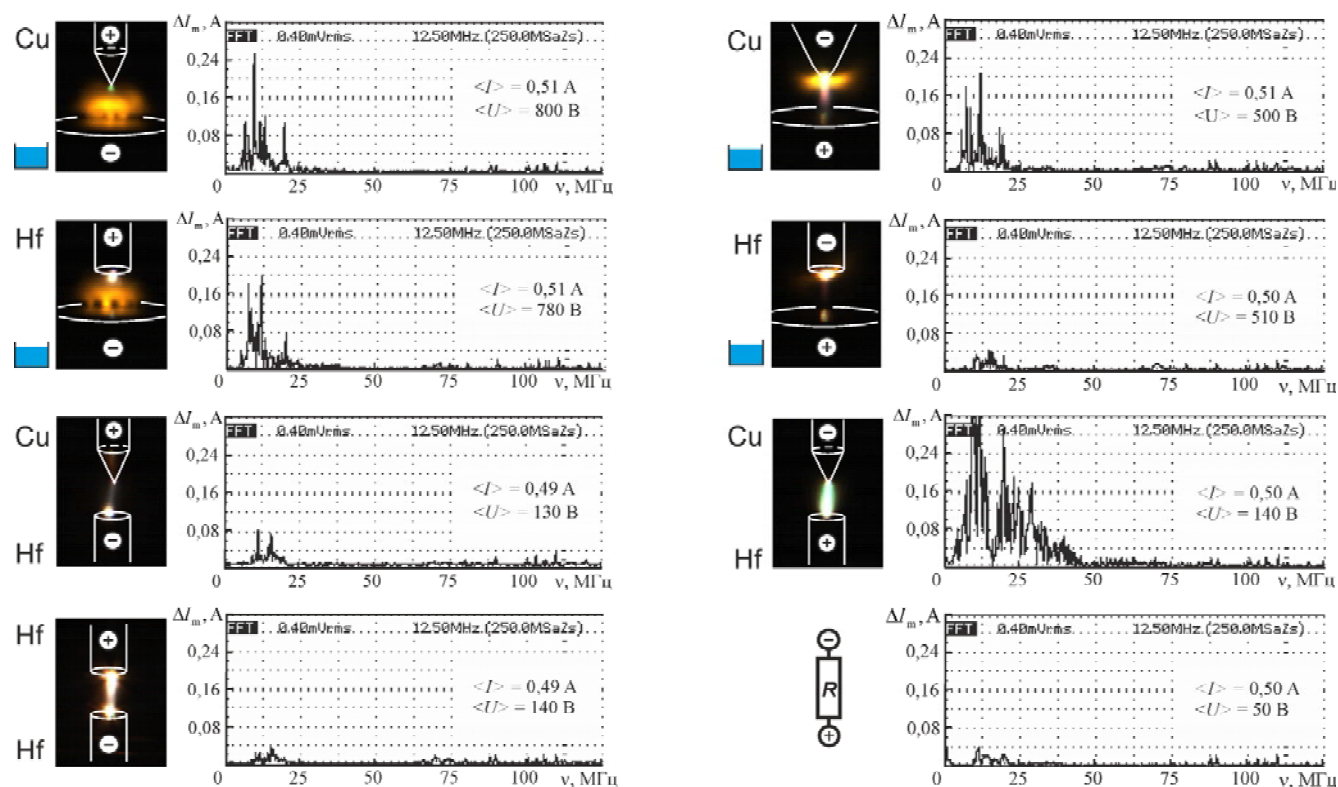 Cu
ΔI_m, A
FFT 0.40mVrms 12.50MHz (250.0MSa/s)
0,24
0,16
0,08
<I> = 0,51 A
<U> = 800 B
0 25 50 75 100 ν, МГц
Cu
ΔI_m, A
FFT 0.40mVrms 12.50MHz (250.0MSa/s)
0,24
0,16
0,08
<I> = 0,51 A
<U> = 500 B
0 25 50 75 100 ν, МГц
Hf
ΔI_m, A
FFT 0.40mVrms 12.50MHz (250.0MSa/s)
0,24
0,16
0,08
<I> = 0,51 A
<U> = 780 B
0 25 50 75 100 ν, МГц
Hf
ΔI_m, A
FFT 0.40mVrms 12.50MHz (250.0MSa/s)
0,24
0,16
0,08
<I> = 0,50 A
<U> = 510 B
0 25 50 75 100 ν, МГц
Cu
Hf
ΔI_m, A
FFT 0.40mVrms 12.50MHz (250.0MSa/s)
0,24
0,16
0,08
<I> = 0,49 A
<U> = 130 B
0 25 50 75 100 ν, МГц
Cu
Hf
ΔI_m, A
FFT 0.40mVrms 12.50MHz (250.0MSa/s)
0,24
0,16
0,08
<I> = 0,50 A
<U> = 140 B
0 25 50 75 100 ν, МГц
Hf
Hf
ΔI_m, A
FFT 0.40mVrms 12.50MHz (250.0MSa/s)
0,24
0,16
0,08
<I> = 0,49 A
<U> = 140 B
0 25 50 75 100 ν, МГц
R
ΔI_m, A
FFT 0.40mVrms 12.50MHz (250.0MSa/s)
0,24
0,16
0,08
<I> = 0,50 A
<U> = 50 B
0 25 50 75 100 ν, МГц